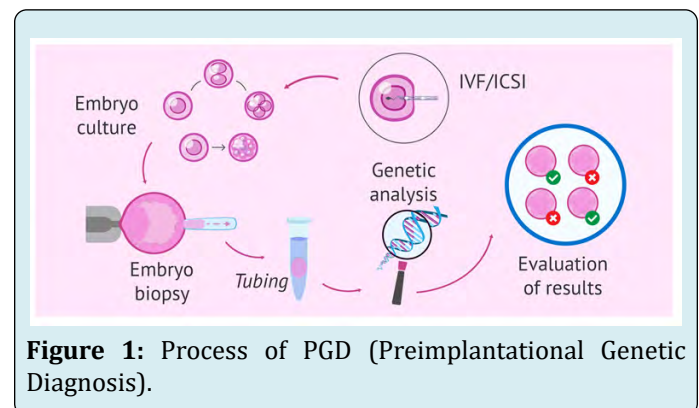 IVF/ICSI
Embryo
culture
Embryo
biopsy
Tubing
Genetic
analysis
Evaluation
of results
Figure 1: Process of PGD (Preimplantational Genetic
Diagnosis).